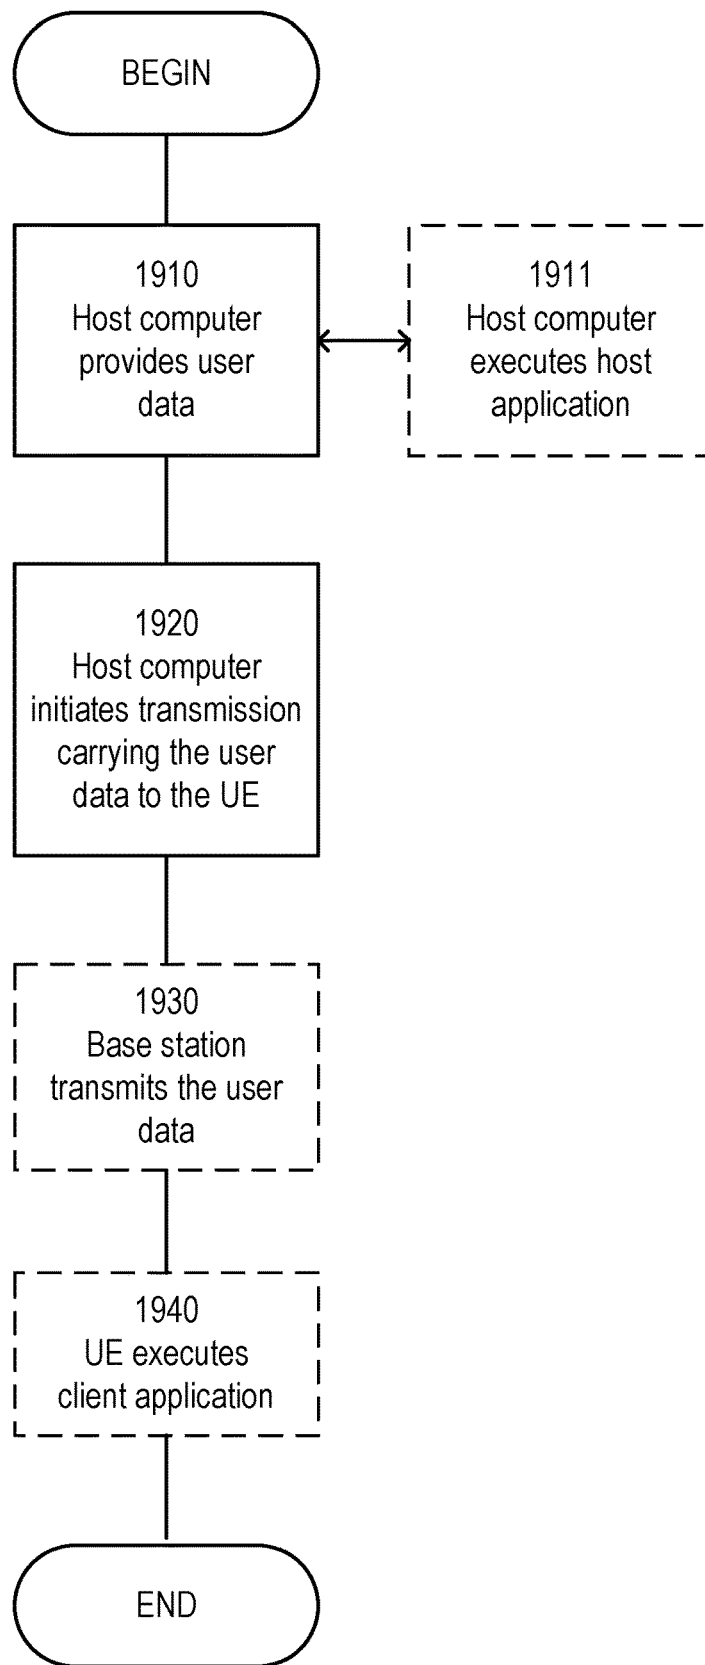 BEGIN
1910
Host computer
provides user
data
1911
Host computer
executes host
application
1920
Host computer
initiates transmission
carrying the user
data to the UE
1930
Base station
transmits the user
data
1940
UE executes
client application
END